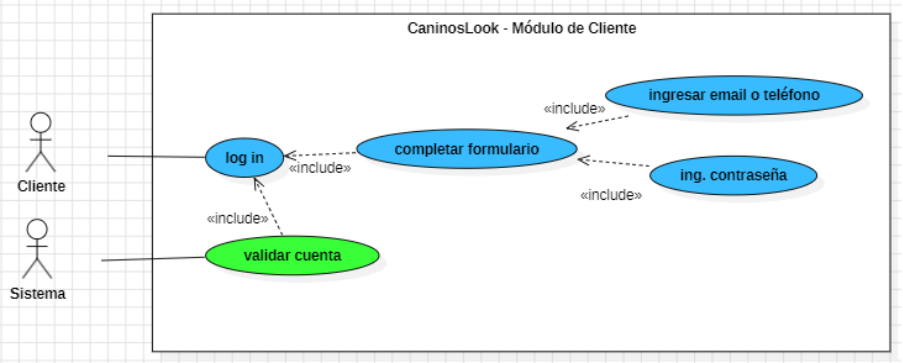 CaninosLook - Módulo de Cliente
«include»
ingresar email o teléfono
log in
«include»
completar formulario
«include»
ing. contraseña
Cliente
«include»
validar cuenta
Sistema